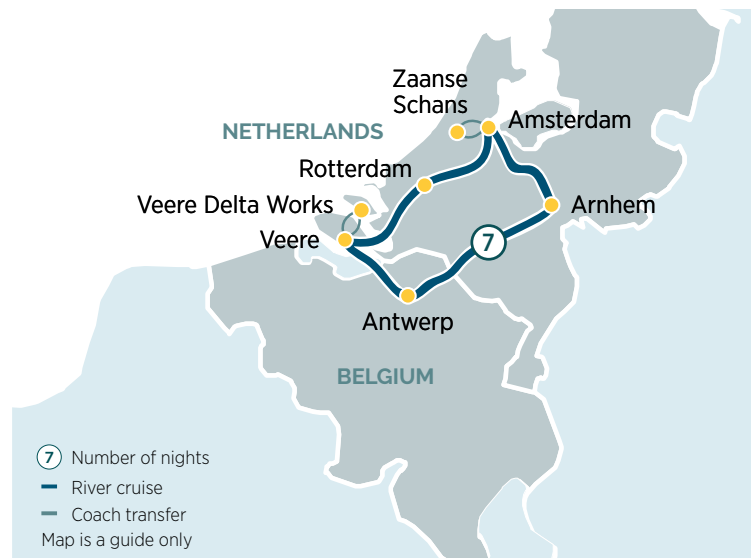 Zaanse
Schans
Amsterdam
NETHERLANDS
Rotterdam
Veere Delta Works
Arnhem
Veere
7
Antwerp
BELGIUM
7 Number of nights
River cruise
Coach transfer
Map is a guide only